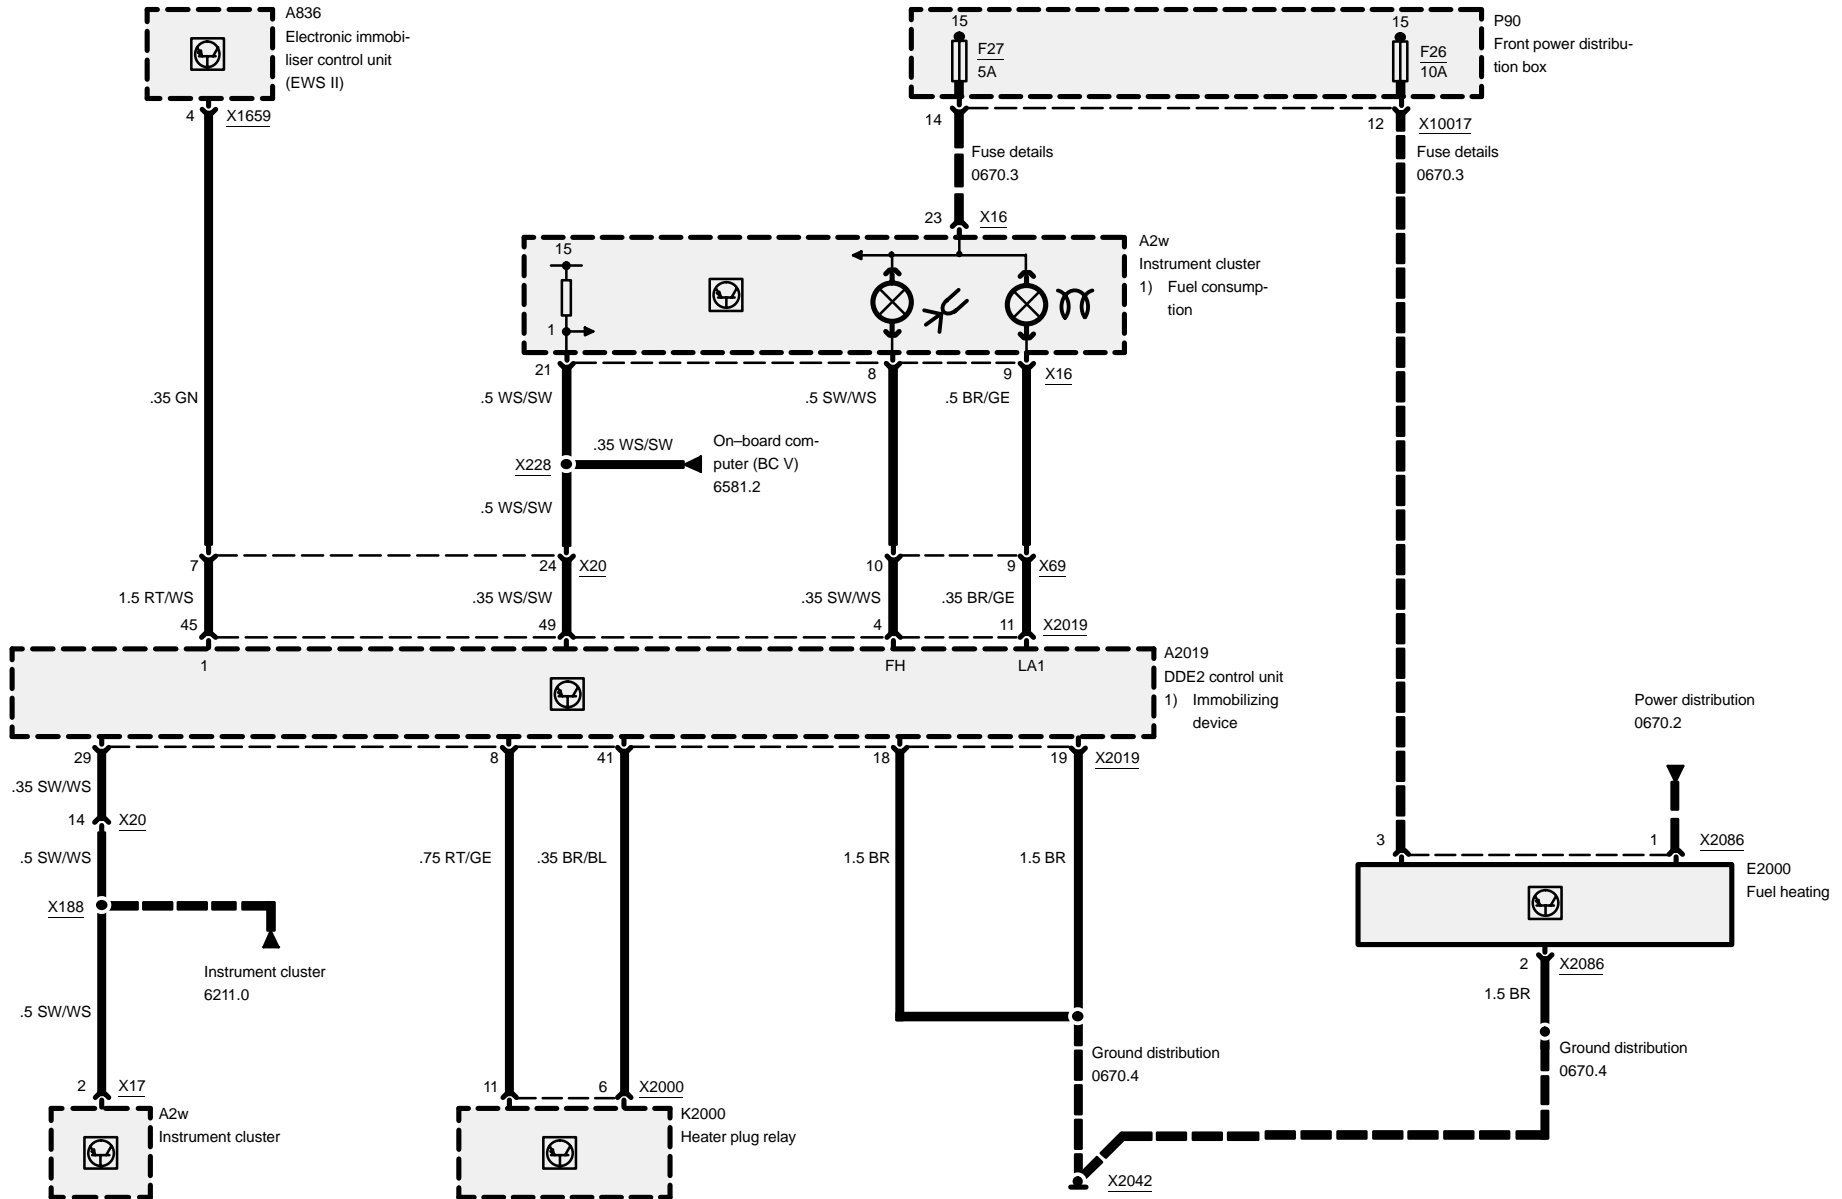 A836
Electronic immobi-
liser control unit
(EWS II)
4
X1659
15
F27
5A
15
F26
10A
P90
Front power distribu-
tion box
14
12
X10017
Fuse details
0670.3
Fuse details
0670.3
23
X16
15
1
A2w
Instrument cluster
1) Fuel consump-
tion
21
8
9
X16
.35 GN
.5 WS/SW
.5 SW/WS
.5 BR/GE
X228
.35 WS/SW
On–board com-
puter (BC V)
6581.2
.5 WS/SW
7
24
X20
10
9
X69
1.5 RT/WS
.35 WS/SW
.35 SW/WS
.35 BR/GE
45
49
4
11
X2019
1
FH
LA1
A2019
DDE2 control unit
1) Immobilizing
device
Power distribution
0670.2
29
8
41
18
19
X2019
.35 SW/WS
14
X20
.5 SW/WS
.75 RT/GE
.35 BR/BL
1.5 BR
1.5 BR
3
1
X2086
E2000
Fuel heating
X188
Instrument cluster
6211.0
2
X2086
1.5 BR
.5 SW/WS
Ground distribution
0670.4
Ground distribution
0670.4
2
X17
11
6
X2000
A2w
Instrument cluster
K2000
Heater plug relay
X2042